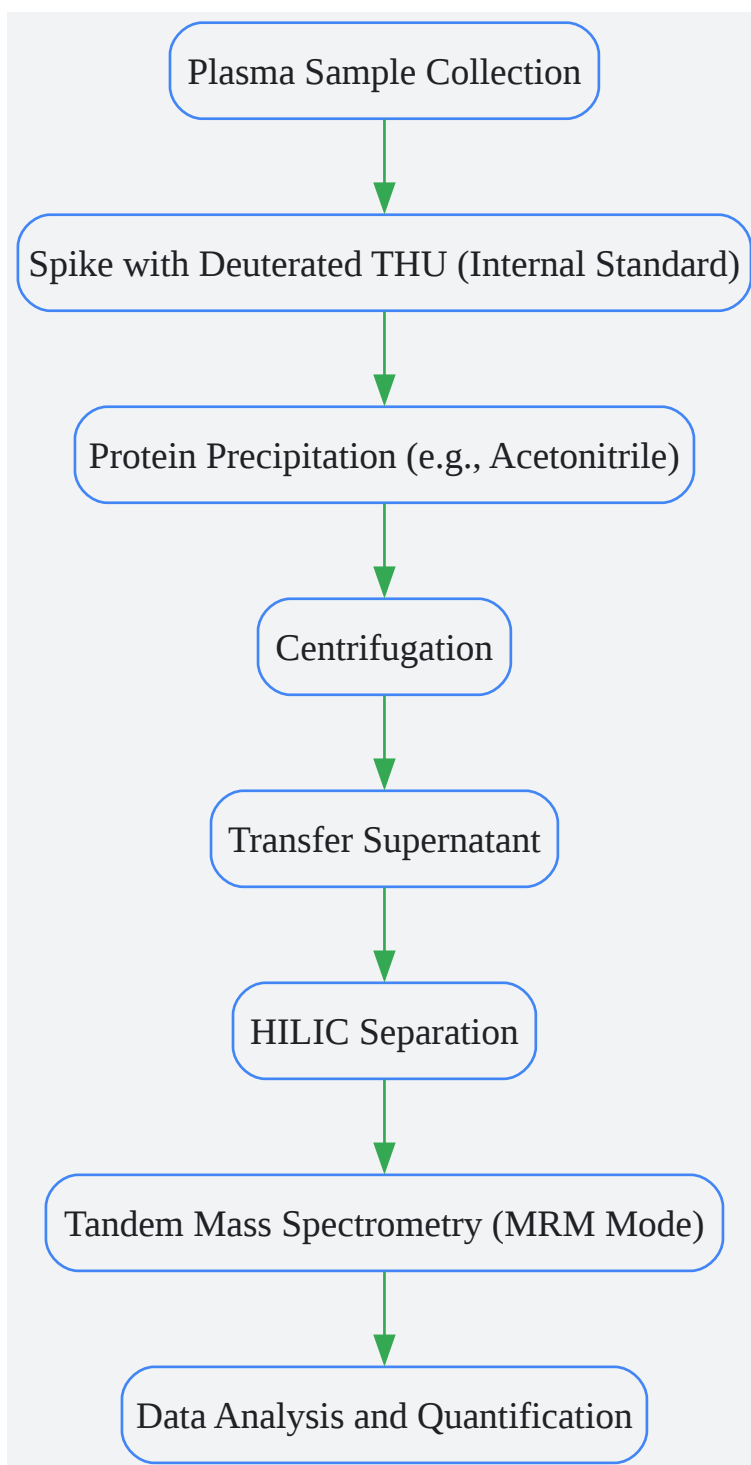 Plasma Sample Collection
Spike with Deuterated THU (Internal Standard)
Protein Precipitation (e.g., Acetonitrile)
Centrifugation
Transfer Supernatant
HILIC Separation
Tandem Mass Spectrometry (MRM Mode)
Data Analysis and Quantification